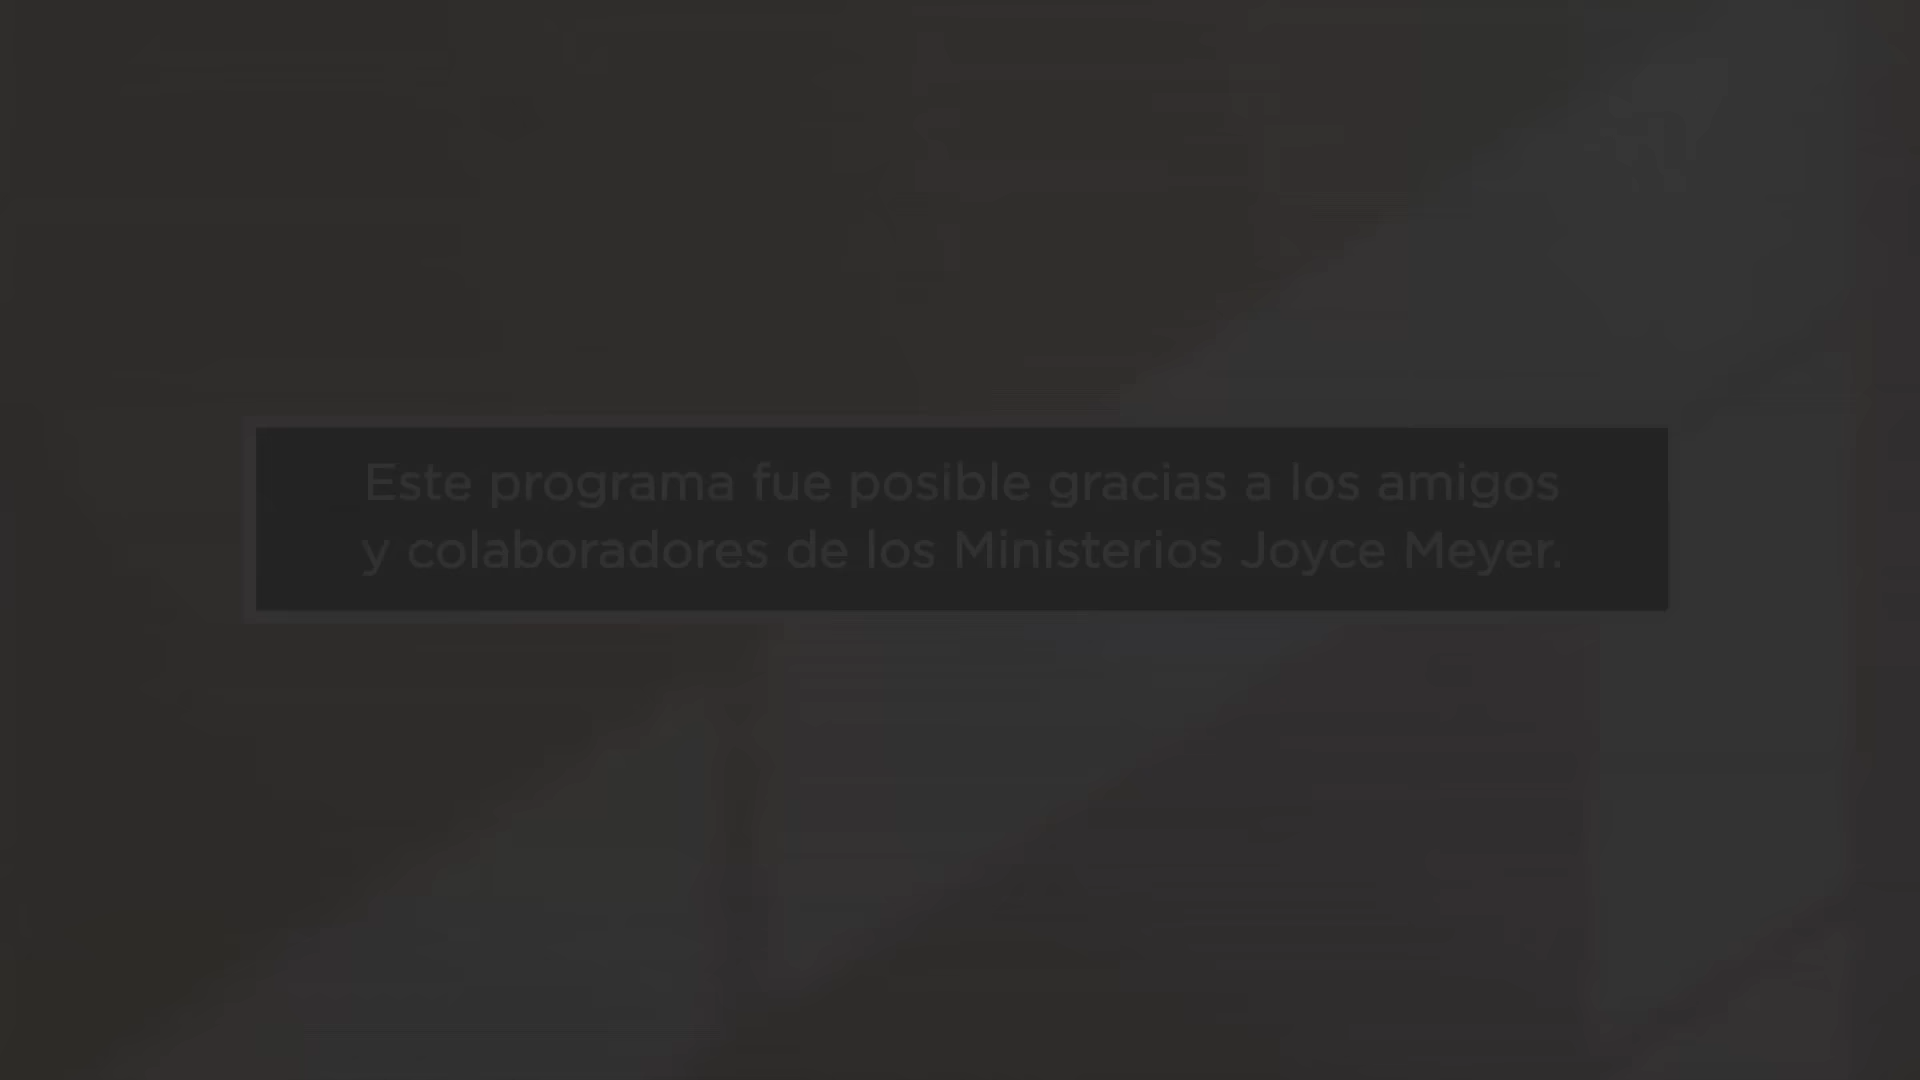 Este programa fue posible gracias a los amigos
y colaboradores de los Ministerios Joyce Meyer.